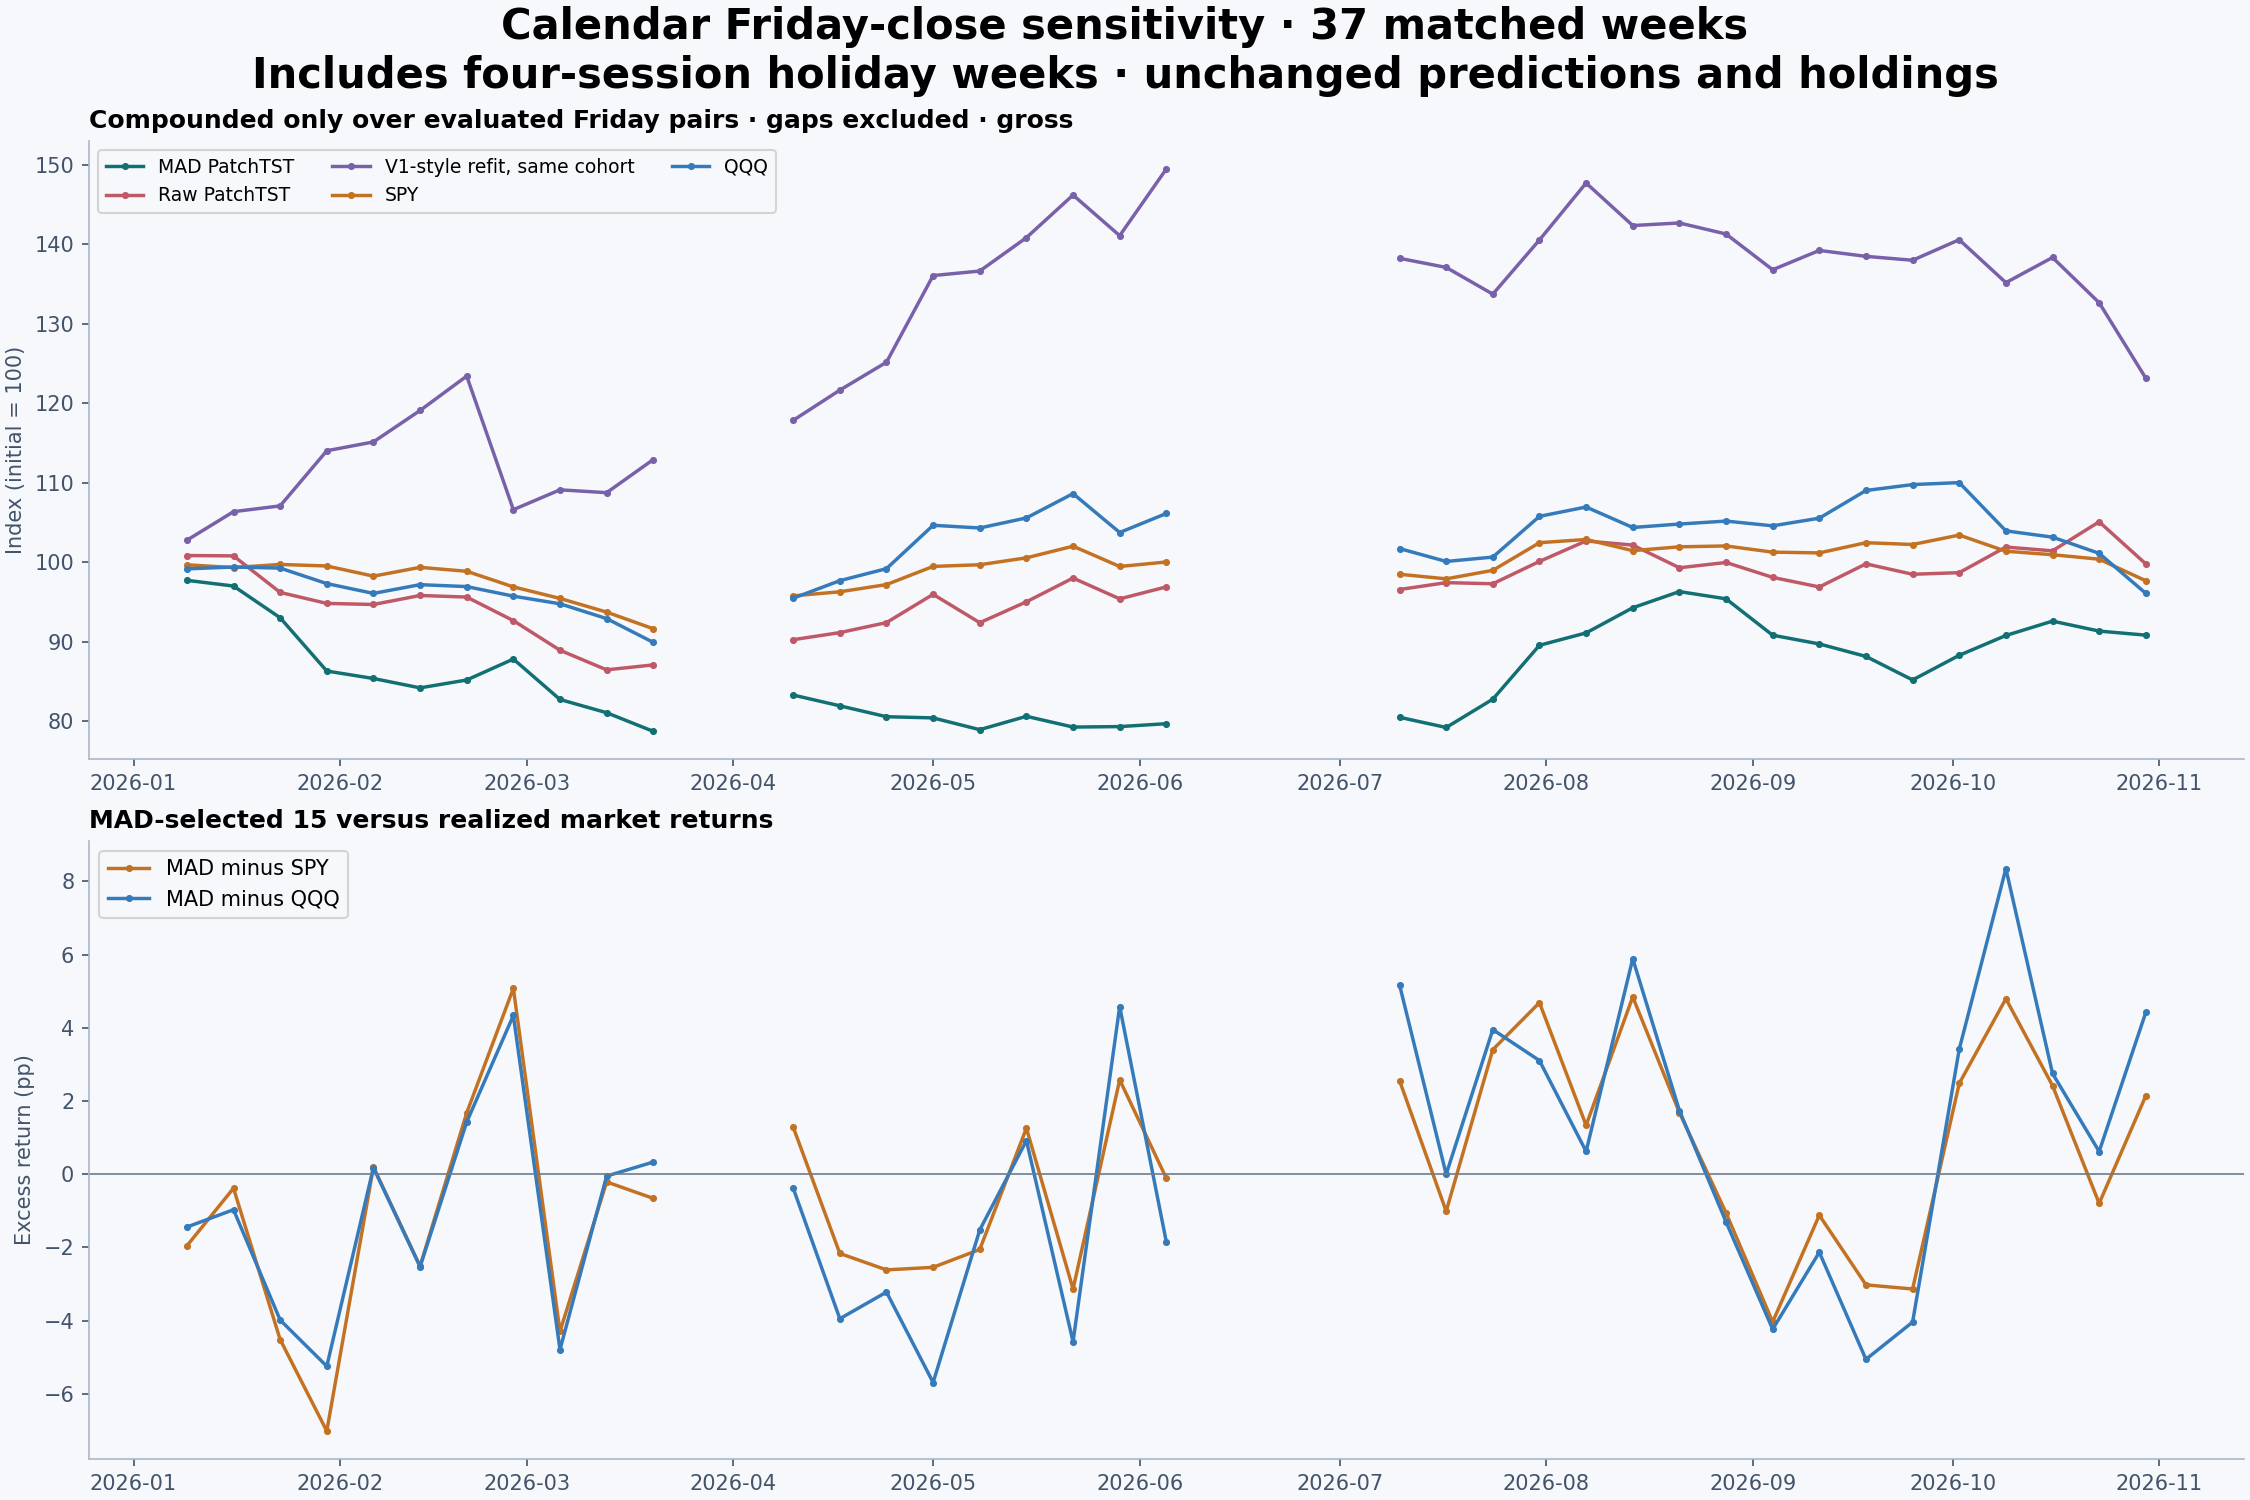 Calendar Friday-close sensitivity · 37 matched weeks
Includes four-session holiday weeks · unchanged predictions and holdings
Compounded only over evaluated Friday pairs · gaps excluded · gross
MAD PatchTST
Raw PatchTST
V1-style refit, same cohort
SPY
QQQ
Index (initial = 100)
150
140
130
120
110
100
90
80
2026-01 2026-02 2026-03 2026-04 2026-05 2026-06 2026-07 2026-08 2026-09 2026-10 2026-11
MAD-selected 15 versus realized market returns
MAD minus SPY
MAD minus QQQ
Excess return (pp)
8
6
4
2
0
−2
−4
−6
2026-01 2026-02 2026-03 2026-04 2026-05 2026-06 2026-07 2026-08 2026-09 2026-10 2026-11